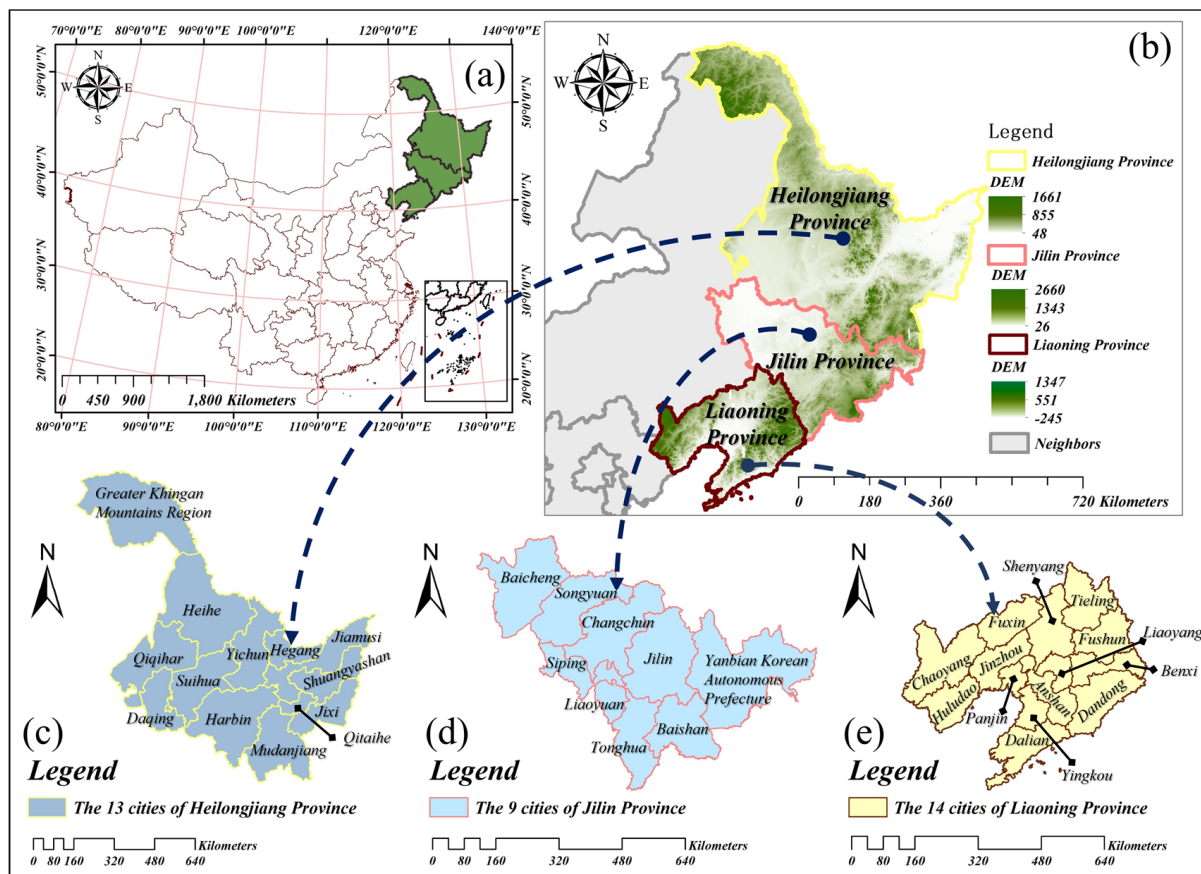 70°0'0"E 80°0'0"E 90°0'0"E 100°0'0"E 120°0'0"E 140°0'0"E
(a)
N
W E
S
50°0'0"N
40°0'0"N
30°0'0"N
20°0'0"N
50°0'0"N
40°0'0"N
30°0'0"N
20°0'0"N
0 450 900 1,800 Kilometers
80°0'0"E 90°0'0"E 100°0'0"E 110°0'0"E 120°0'0"E 130°0'0"E
(b)
N
W E
S
Heilongjiang
Province
Jilin Province
Liaoning
Province
Legend
Heilongjiang Province
DEM
1661
855
48
Jilin Province
DEM
2660
1343
26
Liaoning Province
DEM
1347
551
-245
Neighbors
0 180 360 720 Kilometers
N
Greater Khingan
Mountains Region
Heihe
Qiqihar
Yichun
Hegang
Jiamusi
Shuangyashan
Suihua
Daqing
Harbin
Jixi
Qitaihe
Mudanjiang
(c)
Legend
The 13 cities of Heilongjiang Province
Kilometers
0 80 160 320 480 640
N
Baicheng
Songyuan
Changchun
Siping
Jilin
Yanbian Korean
Autonomous
Prefecture
Liaoyuan
Tonghua
Baishan
(d)
Legend
The 9 cities of Jilin Province
Kilometers
0 80 160 320 480 640
N
Shenyang
Tieling
Fuxin
Fushun
Liaoyang
Chaoyang
Jinzhou
Benxi
Huludao
Anshan
Dandong
Panjin
Dalian
Yingkou
(e)
Legend
The 14 cities of Liaoning Province
Kilometers
0 80 160 320 480 640